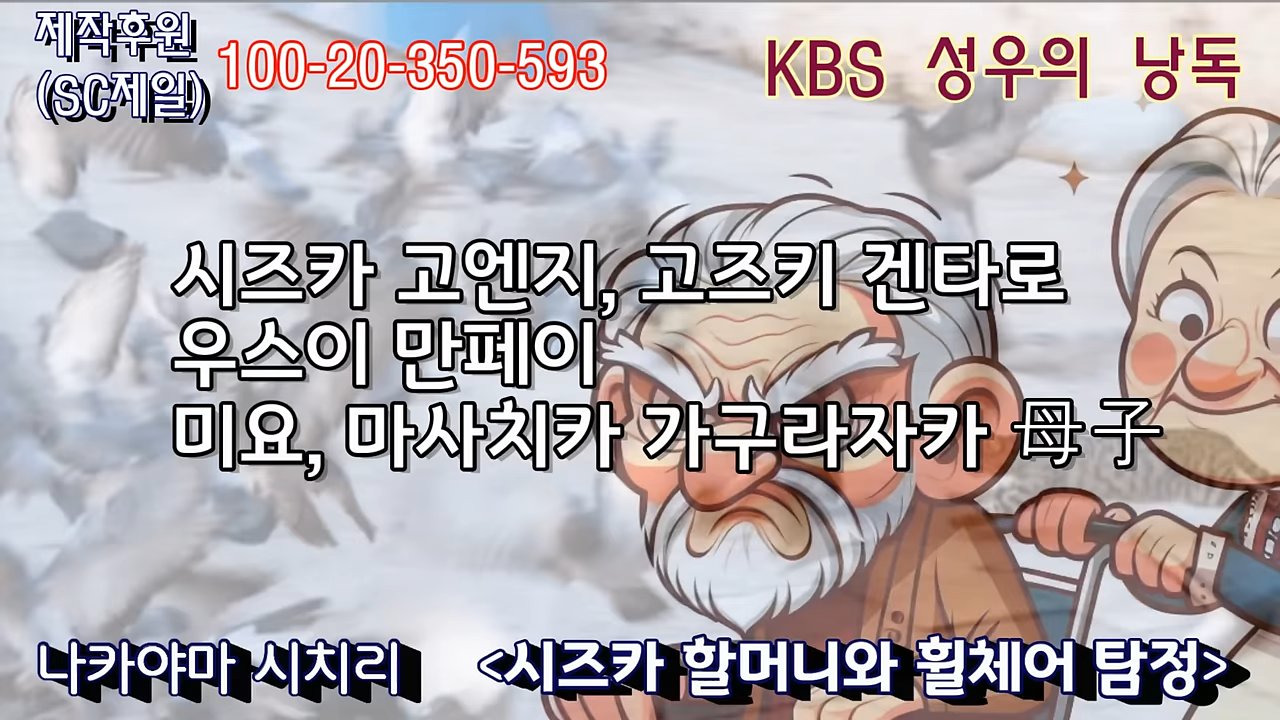 제작후원
(SC제일)
100-20-350-593
KBS 성우의 낭독
시즈카 고엔지, 고즈키 겐타로
우스이 만페이
미요, 마사치카 가구라자카 母子
나카야마 시치리
<시즈카 할머니와 휠체어 탐정>